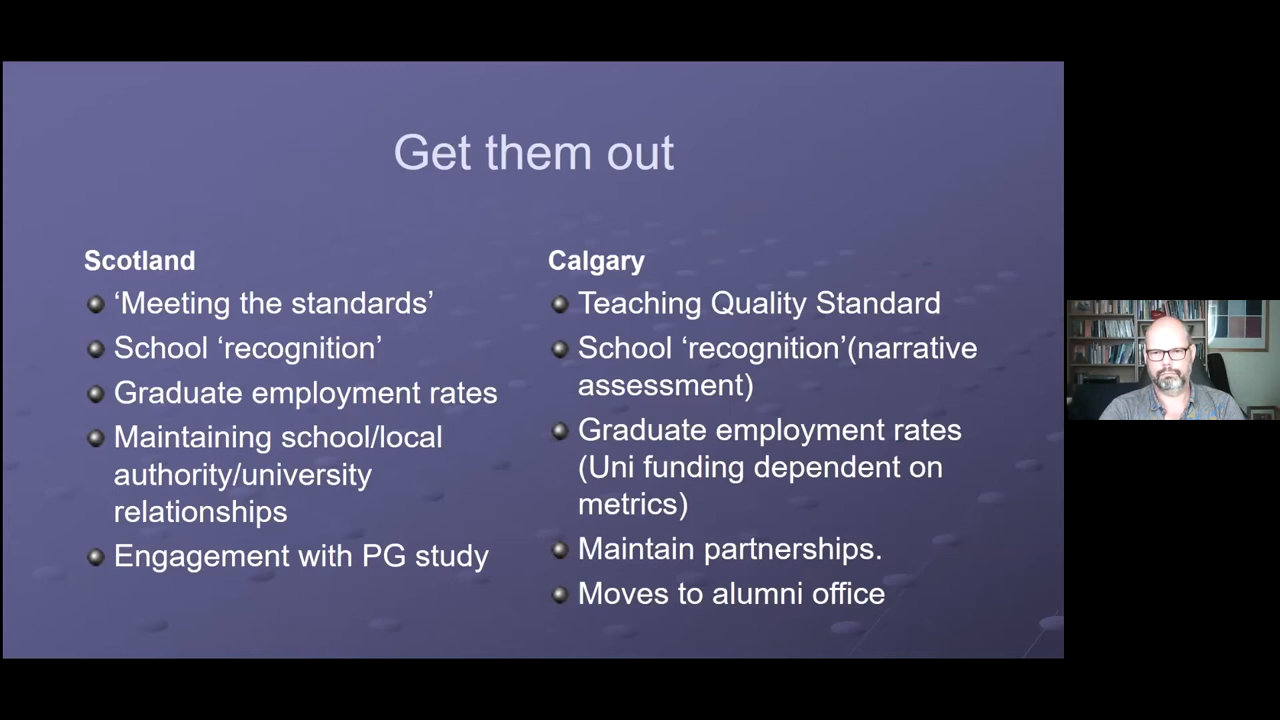 Get them out
Scotland
‘Meeting the standards’
School ‘recognition’
Graduate employment rates
Maintaining school/local
authority/university
relationships
Engagement with PG study
Calgary
Teaching Quality Standard
School ‘recognition’(narrative
assessment)
Graduate employment rates
(Uni funding dependent on
metrics)
Maintain partnerships.
Moves to alumni office